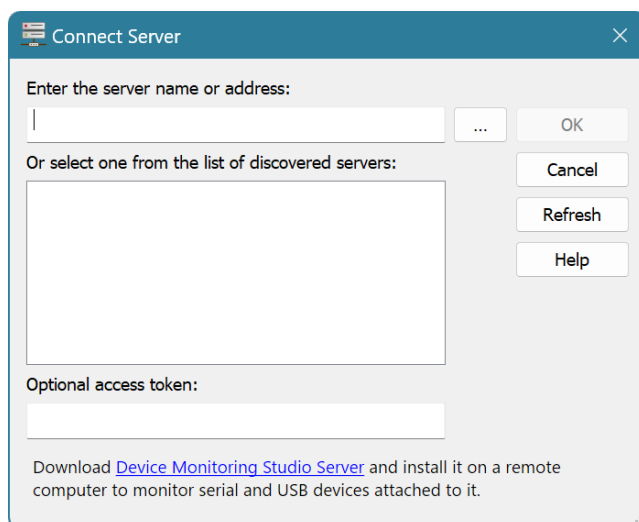 Connect Server
Enter the server name or address:
...
OK
Or select one from the list of discovered servers:
Cancel
Refresh
Help
Optional access token:
Download Device Monitoring Studio Server and install it on a remote
computer to monitor serial and USB devices attached to it.